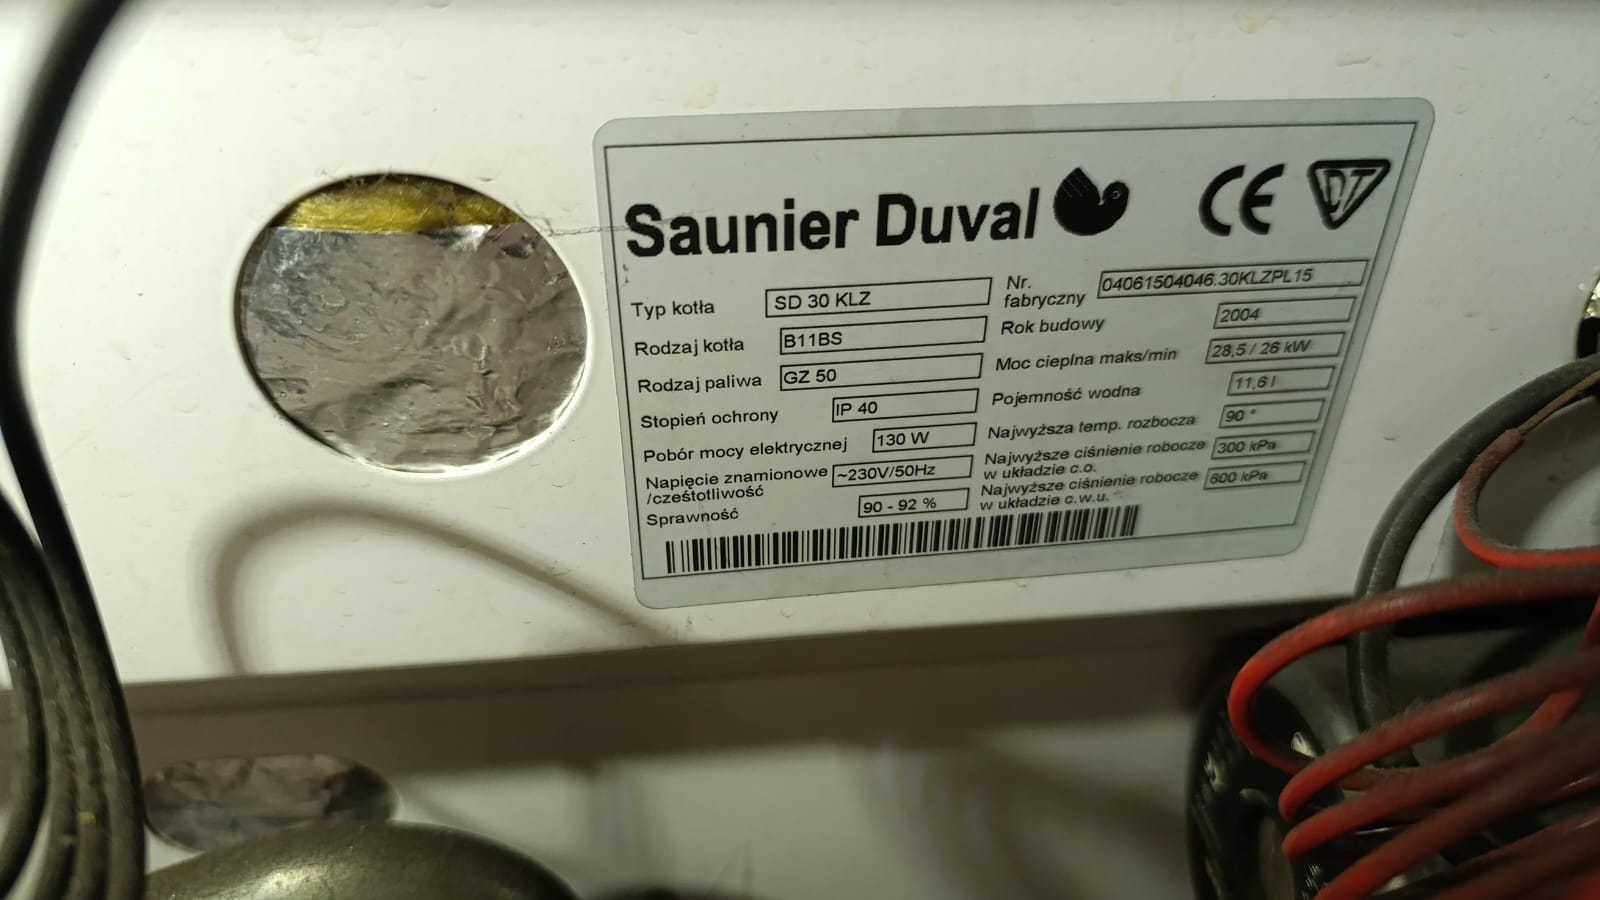 Saunier Duval CE DT
Typ kotła SD 30 KLZ
Rodzaj kotła B11BS
Rodzaj paliwa GZ 50
Stopień ochrony IP 40
Pobór mocy elektrycznej 130 W
Napięcie znamionowe
/cześtotliwość ~230V/50Hz
Sprawność 90 - 92 %
Nr.
fabryczny 04061504046.30KLZPL15
Rok budowy 2004
Moc cieplna maks/min 28,5 / 26 kW
Pojemność wodna 11,6 l
Najwyższa temp. rozbocza 90 °
Najwyższe ciśnienie robocze
w układzie c.o. 300 kPa
Najwyższe ciśnienie robocze
w układzie c.w.u. 600 kPa